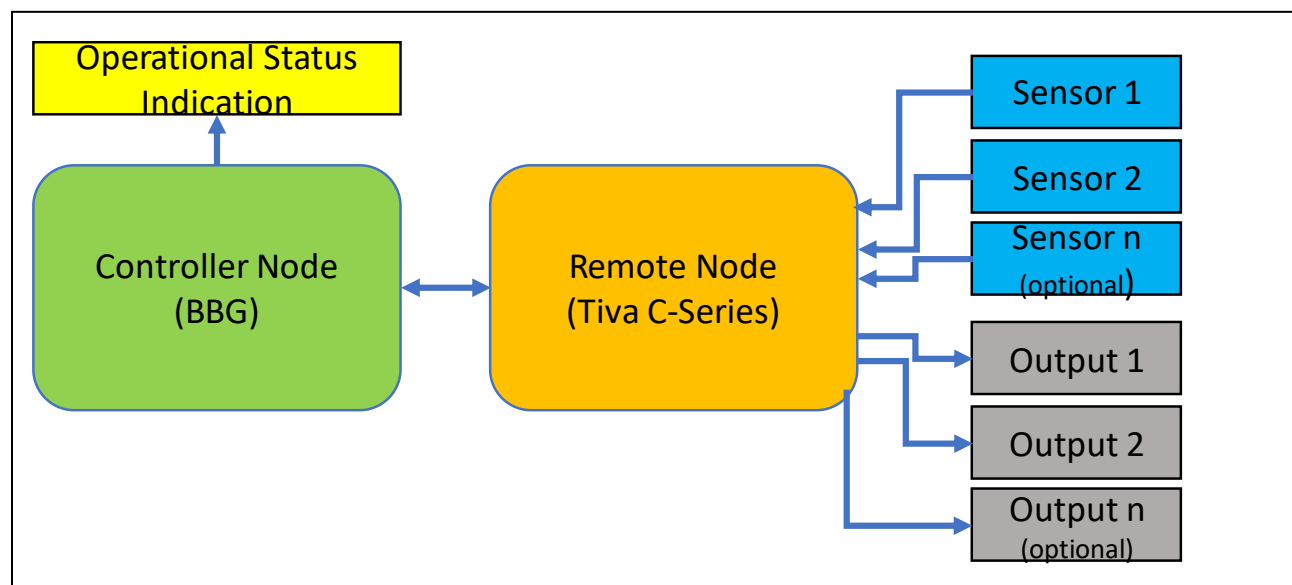 Operational Status
Indication
Controller Node
(BBG)
Remote Node
(Tiva C-Series)
Sensor 1
Sensor 2
Sensor n
(optional)
Output 1
Output 2
Output n
(optional)